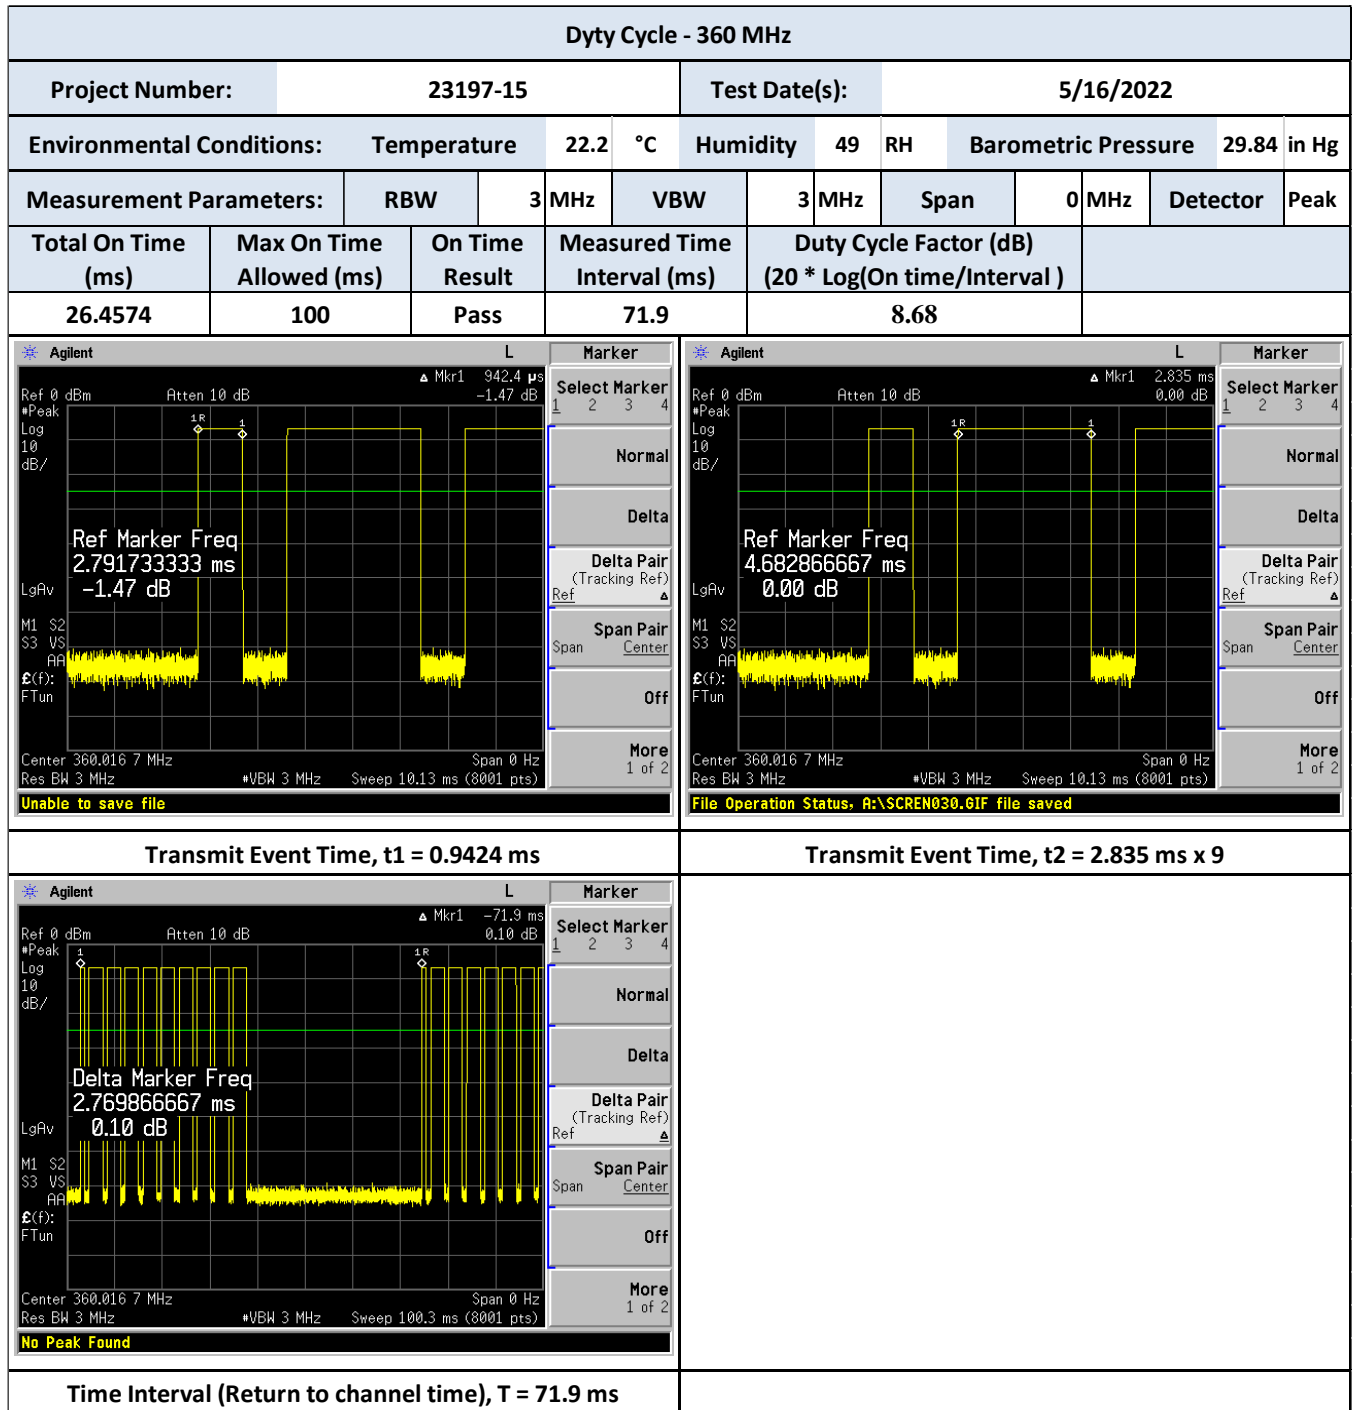 Dyty Cycle - 360 MHz
Project Number: 23197-15 Test Date(s): 5/16/2022
Environmental Conditions: Temperature 22.2 °C Humidity 49 RH Barometric Pressure 29.84 in Hg
Measurement Parameters: RBW 3 MHz VBW 3 MHz Span 0 MHz Detector Peak
Total On Time (ms) Max On Time Allowed (ms) On Time Result Measured Time Interval (ms) Duty Cycle Factor (dB) (20 * Log(On time/Interval )
26.4574 100 Pass 71.9 8.68
Agilent L Marker
Δ Mkr1 942.4 µs
Ref 0 dBm Atten 10 dB -1.47 dB
#Peak
Log
10
dB/
1R 1
Ref Marker Freq
2.791733333 ms
-1.47 dB
LgAv
M1 S2
S3 VS
AA
£(f):
FTun
Center 360.016 7 MHz Span 0 Hz
Res BW 3 MHz #VBW 3 MHz Sweep 10.13 ms (8001 pts)
Unable to save file
Select Marker
1 2 3 4
Normal
Delta
Delta Pair
(Tracking Ref)
Ref Δ
Span Pair
Span Center
Off
More
1 of 2
Agilent L Marker
Δ Mkr1 2.835 ms
Ref 0 dBm Atten 10 dB 0.00 dB
#Peak
Log
10
dB/
1R 1
Ref Marker Freq
4.682866667 ms
0.00 dB
LgAv
M1 S2
S3 VS
AA
£(f):
FTun
Center 360.016 7 MHz Span 0 Hz
Res BW 3 MHz #VBW 3 MHz Sweep 10.13 ms (8001 pts)
File Operation Status, A:\SCREN030.GIF file saved
Select Marker
1 2 3 4
Normal
Delta
Delta Pair
(Tracking Ref)
Ref Δ
Span Pair
Span Center
Off
More
1 of 2
Transmit Event Time, t1 = 0.9424 ms
Transmit Event Time, t2 = 2.835 ms x 9
Agilent L Marker
Δ Mkr1 -71.9 ms
Ref 0 dBm Atten 10 dB 0.10 dB
#Peak
Log
10
dB/
1 1R
Delta Marker Freq
2.769866667 ms
0.10 dB
LgAv
M1 S2
S3 VS
AA
£(f):
FTun
Center 360.016 7 MHz Span 0 Hz
Res BW 3 MHz #VBW 3 MHz Sweep 100.3 ms (8001 pts)
No Peak Found
Select Marker
1 2 3 4
Normal
Delta
Delta Pair
(Tracking Ref)
Ref Δ
Span Pair
Span Center
Off
More
1 of 2
Time Interval (Return to channel time), T = 71.9 ms